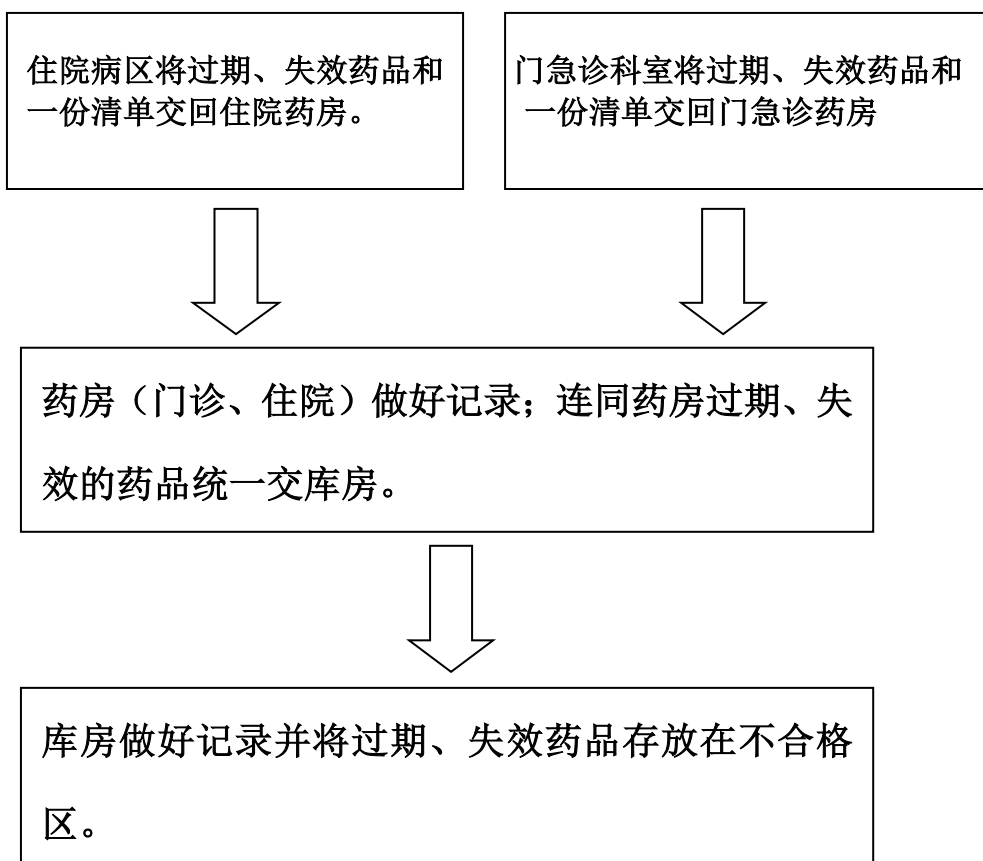 住院病区将过期、失效药品和
一份清单交回住院药房。
门急诊科室将过期、失效药品和
一份清单交回门急诊药房
药房（门诊、住院）做好记录；连同药房过期、失
效的药品统一交库房。
库房做好记录并将过期、失效药品存放在不合格
区。